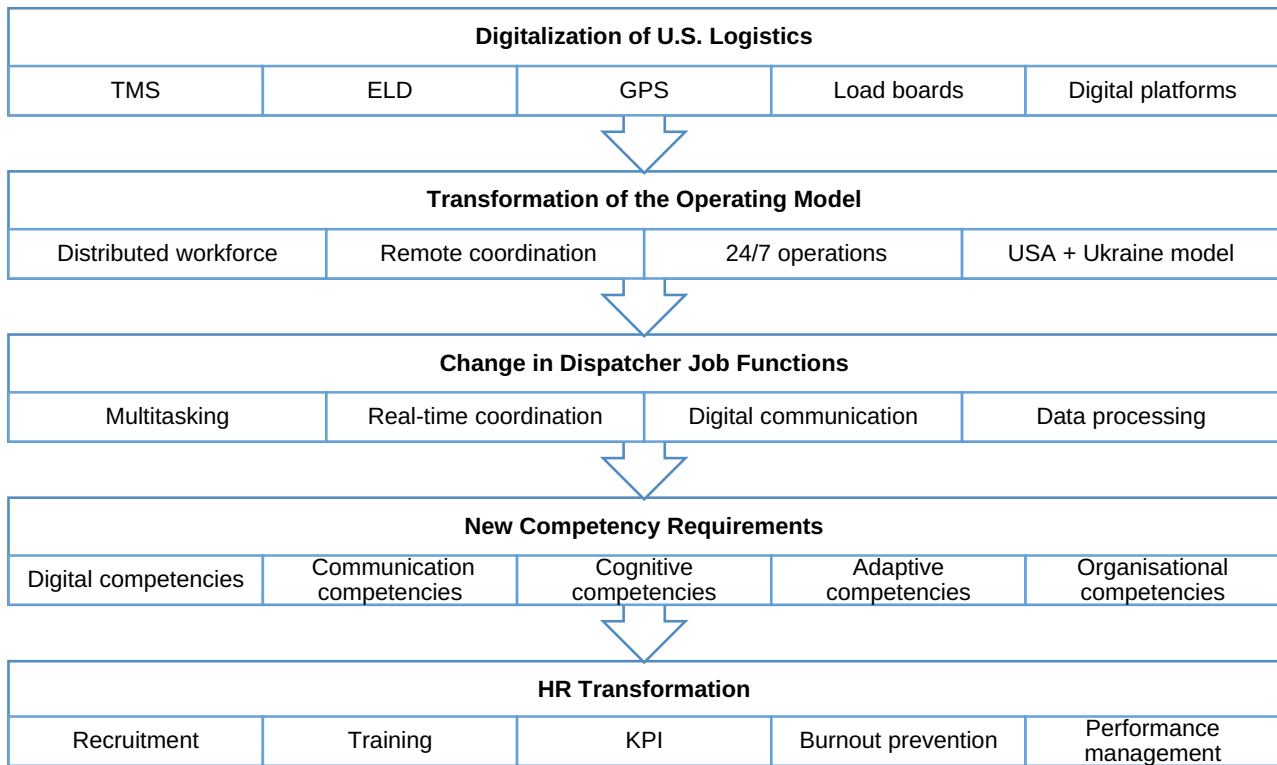 Digitalization of U.S. Logistics
TMS
ELD
GPS
Load boards
Digital platforms
Transformation of the Operating Model
Distributed workforce
Remote coordination
24/7 operations
USA + Ukraine model
Change in Dispatcher Job Functions
Multitasking
Real-time coordination
Digital communication
Data processing
New Competency Requirements
Digital competencies
Communication
competencies
Cognitive
competencies
Adaptive
competencies
Organisational
competencies
HR Transformation
Recruitment
Training
KPI
Burnout prevention
Performance
management